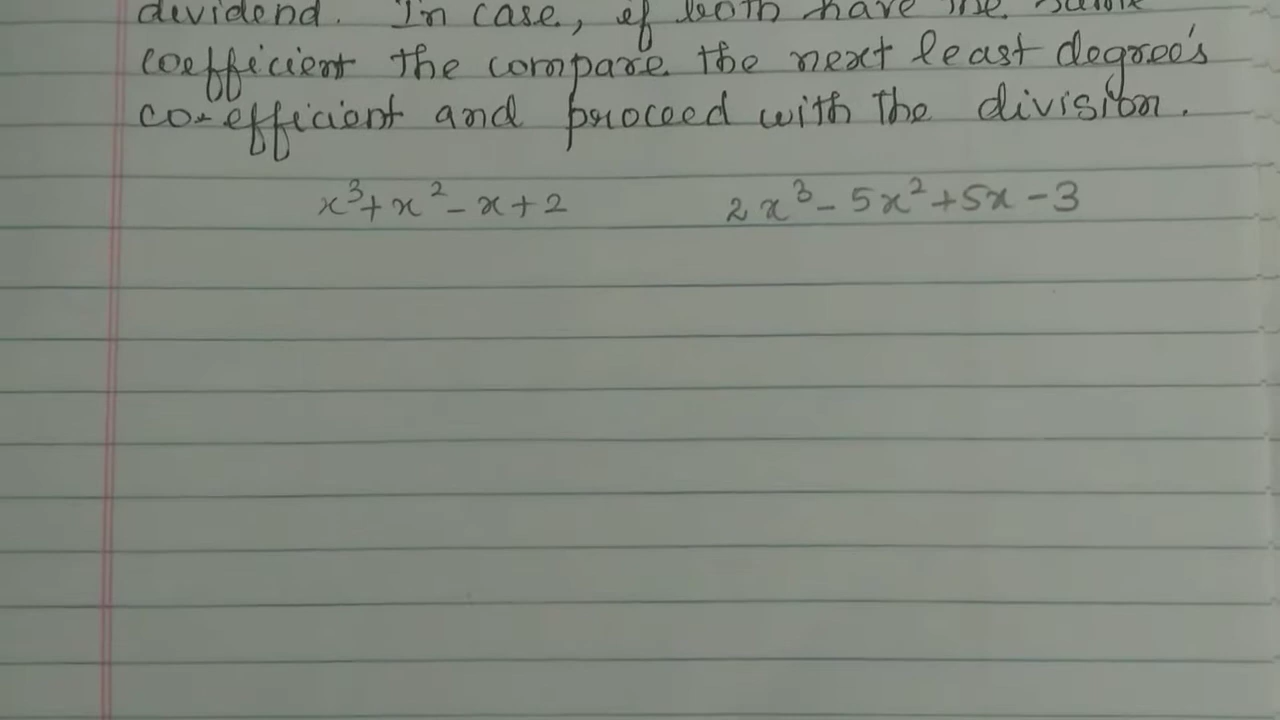 dividend. In case, if both have the same
coefficient the compare the next least degree's
co-efficient and proceed with the division.
x³+x²-x+2 2x³-5x²+5x-3